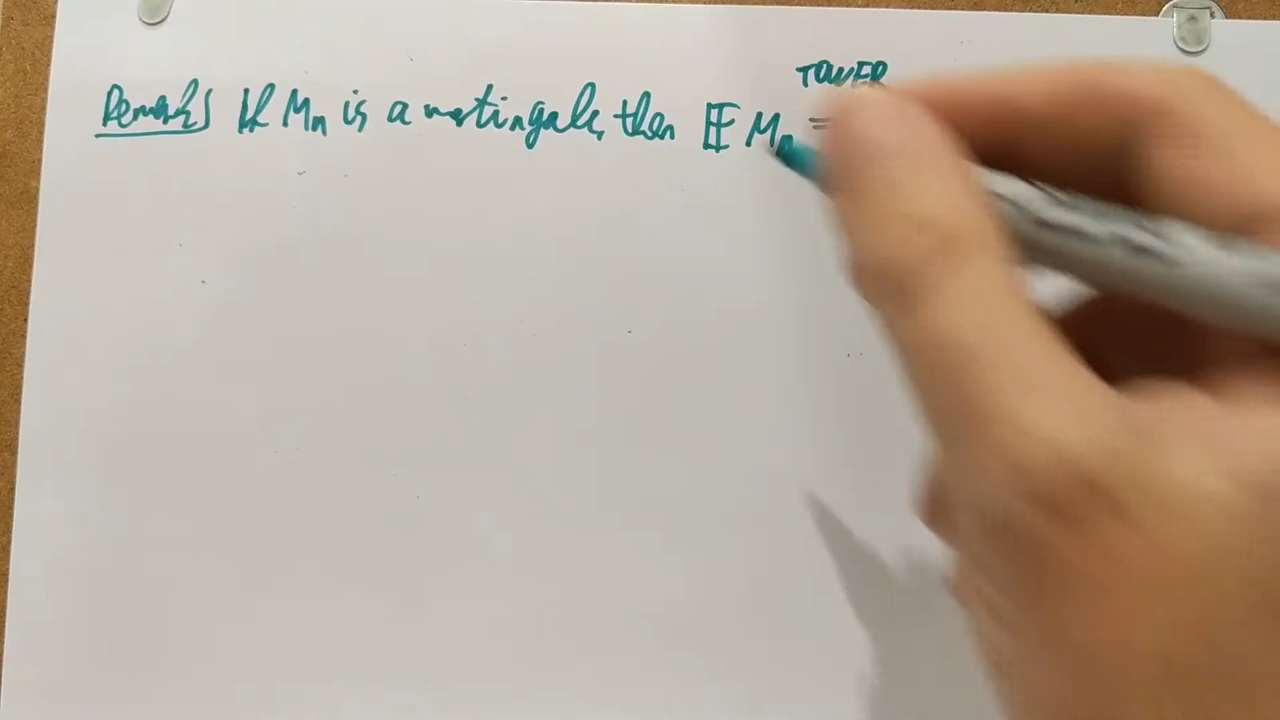 TOWER
Remark} If Mₙ is a martingale, then 𝔼 Mₙ =